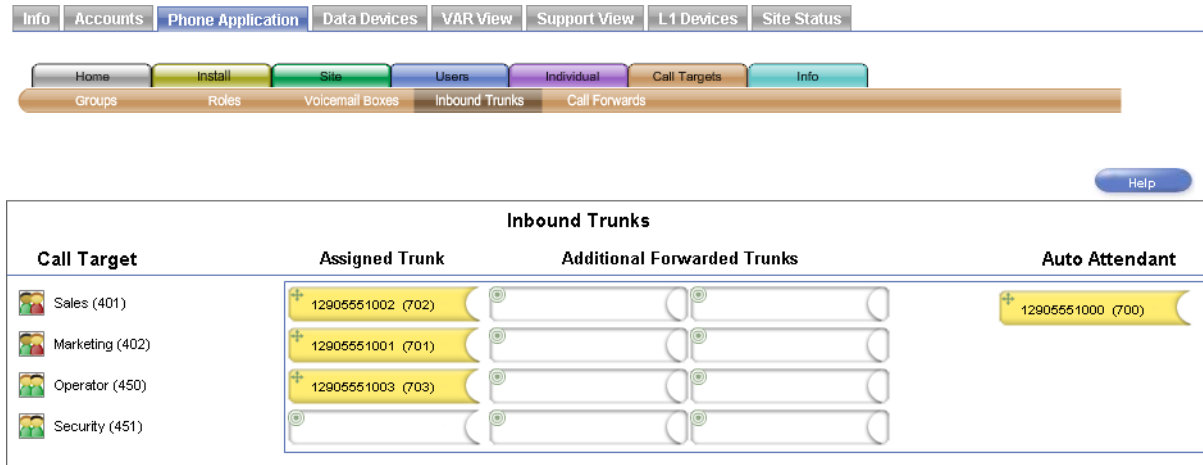 Info Accounts Phone Application Data Devices VAR View Support View L1 Devices Site Status
Home Install Site Users Individual Call Targets Info
Groups Roles Voicemail Boxes Inbound Trunks Call Forwards
Help
Inbound Trunks
Call Target Assigned Trunk Additional Forwarded Trunks Auto Attendant
Sales (401) 12905551002 (702) 12905551000 (700)
Marketing (402) 12905551001 (701)
Operator (450) 12905551003 (703)
Security (451)